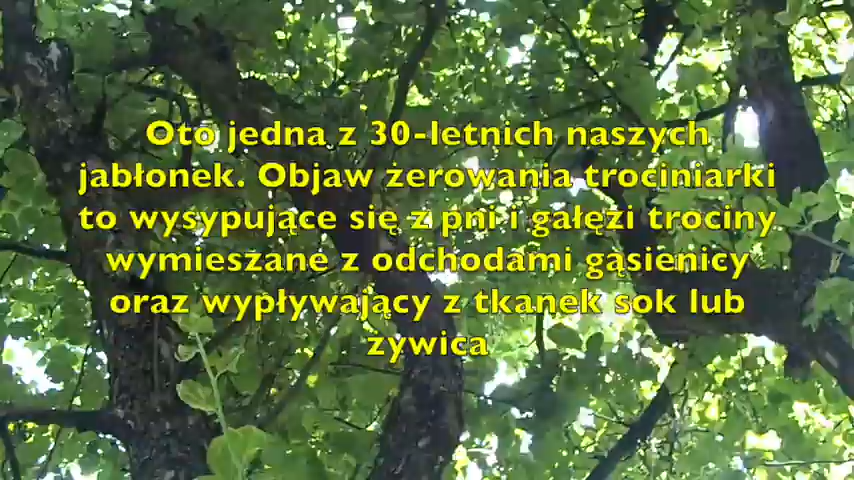 Oto jedna z 30-letnich naszych
jabłonek. Objaw żerowania trociniarki
to wysypujące się z pni i gałęzi trociny
wymieszane z odchodami gąsienicy
oraz wypływający z tkanek sok lub
żywica